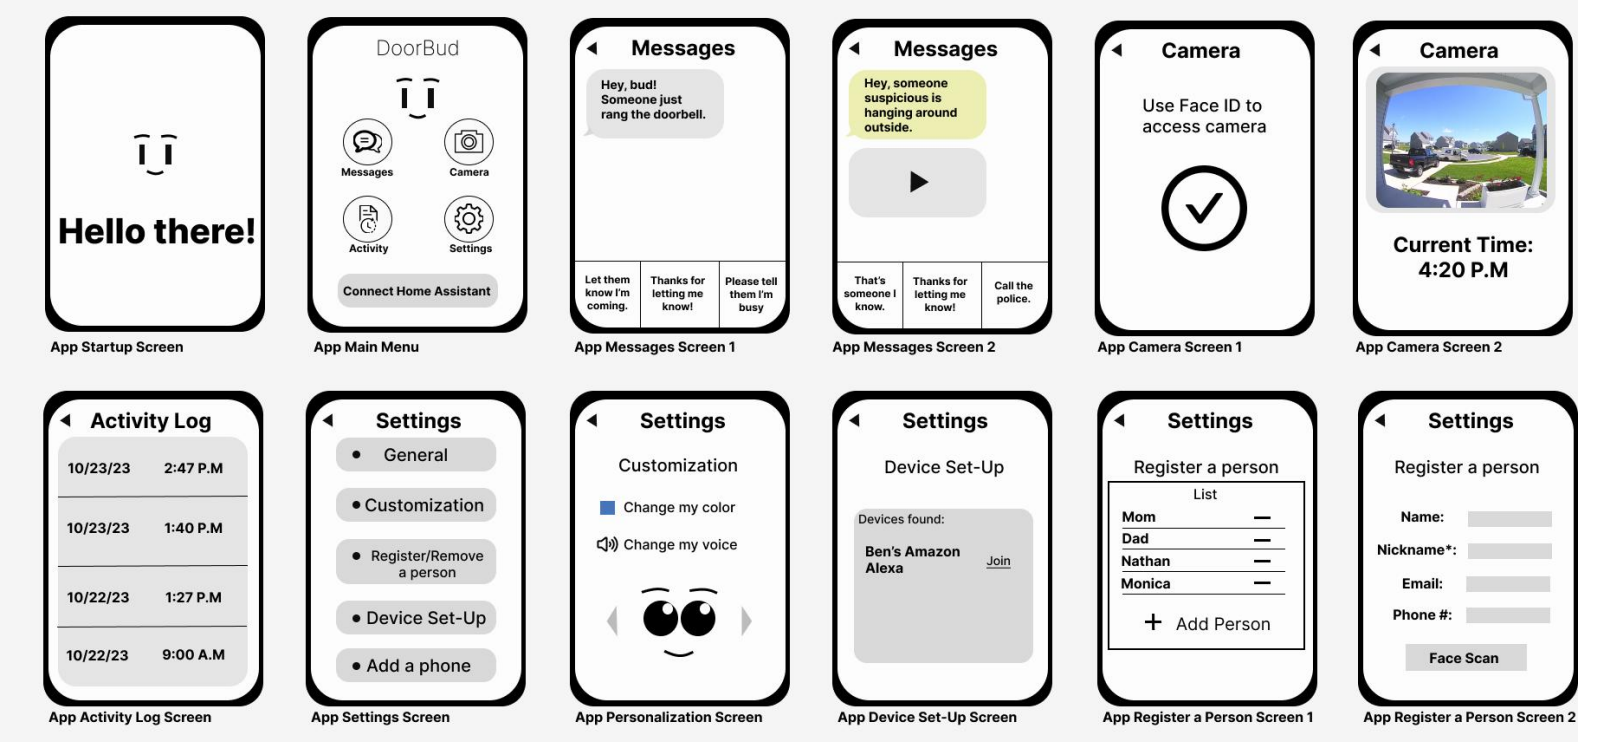 Hello there!
App Startup Screen
DoorBud
Messages
Camera
Activity
Settings
Connect Home Assistant
App Main Menu
Messages
Hey, bud!
Someone just
rang the doorbell.
Let them
know I'm
coming.
Thanks for
letting me
know!
Please tell
them I'm
busy
App Messages Screen 1
Messages
Hey, someone
suspicious is
hanging around
outside.
That's
someone I
know.
Thanks for
letting me
know!
Call the
police.
App Messages Screen 2
Camera
Use Face ID to
access camera
App Camera Screen 1
Camera
Current Time:
4:20 P.M
App Camera Screen 2
Activity Log
10/23/23 2:47 P.M
10/23/23 1:40 P.M
10/22/23 1:27 P.M
10/22/23 9:00 A.M
App Activity Log Screen
Settings
General
Customization
Register/Remove
a person
Device Set-Up
Add a phone
App Settings Screen
Settings
Customization
Change my color
Change my voice
App Personalization Screen
Settings
Device Set-Up
Devices found:
Ben's Amazon
Alexa
Join
App Device Set-Up Screen
Settings
Register a person
List
Mom
Dad
Nathan
Monica
+ Add Person
App Register a Person Screen 1
Settings
Register a person
Name:
Nickname*:
Email:
Phone #:
Face Scan
App Register a Person Screen 2